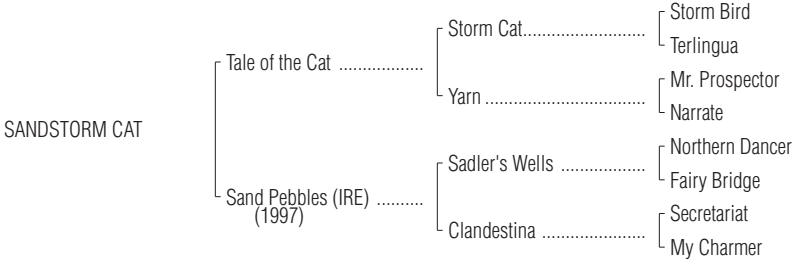 Storm Bird
Storm Cat..........................
Terlingua
Tale of the Cat ..................
Mr. Prospector
Yarn ..................................
Narrate
SANDSTORM CAT
Northern Dancer
Sadler's Wells ..................
Fairy Bridge
Sand Pebbles (IRE) ..........
(1997)
Secretariat
Clandestina ......................
My Charmer